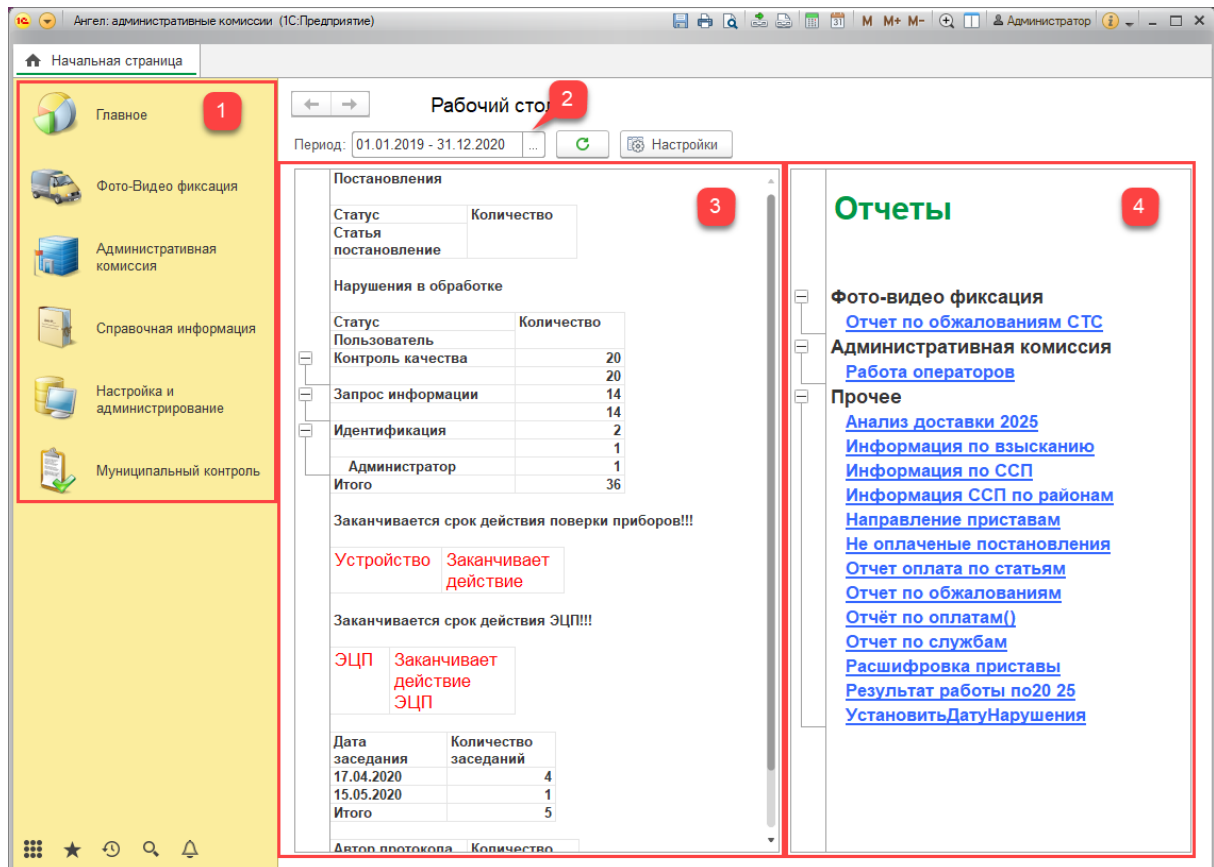 Ангел: административные комиссии (1С:Предприятие)
M M+ M- Администратор
Начальная страница
Главное
1
Фото-Видео фиксация
Административная
комиссия
Справочная информация
Настройка и
администрирование
Муниципальный контроль
Рабочий сто
2
Период: 01.01.2019 - 31.12.2020 ... Настройки
3
Постановления
Статус Количество
Статья
постановление
Нарушения в обработке
Статус Количество
Пользователь
Контроль качества 20
20
Запрос информации 14
14
Идентификация 2
1
Администратор 1
Итого 36
Заканчивается срок действия поверки приборов!!!
Устройство Заканчивает
действие
Заканчивается срок действия ЭЦП!!!
ЭЦП Заканчивает
действие
ЭЦП
Дата Количество
заседания заседаний
17.04.2020 4
15.05.2020 1
Итого 5
Автор протокола Количество
4
Отчеты
Фото-видео фиксация
Отчет по обжалованиям СТС
Административная комиссия
Работа операторов
Прочее
Анализ доставки 2025
Информация по взысканию
Информация по ССП
Информация ССП по районам
Направление приставам
Не оплаченые постановления
Отчет оплата по статьям
Отчет по обжалованиям
Отчёт по оплатам()
Отчет по службам
Расшифровка приставы
Результат работы по20 25
УстановитьДатуНарушения